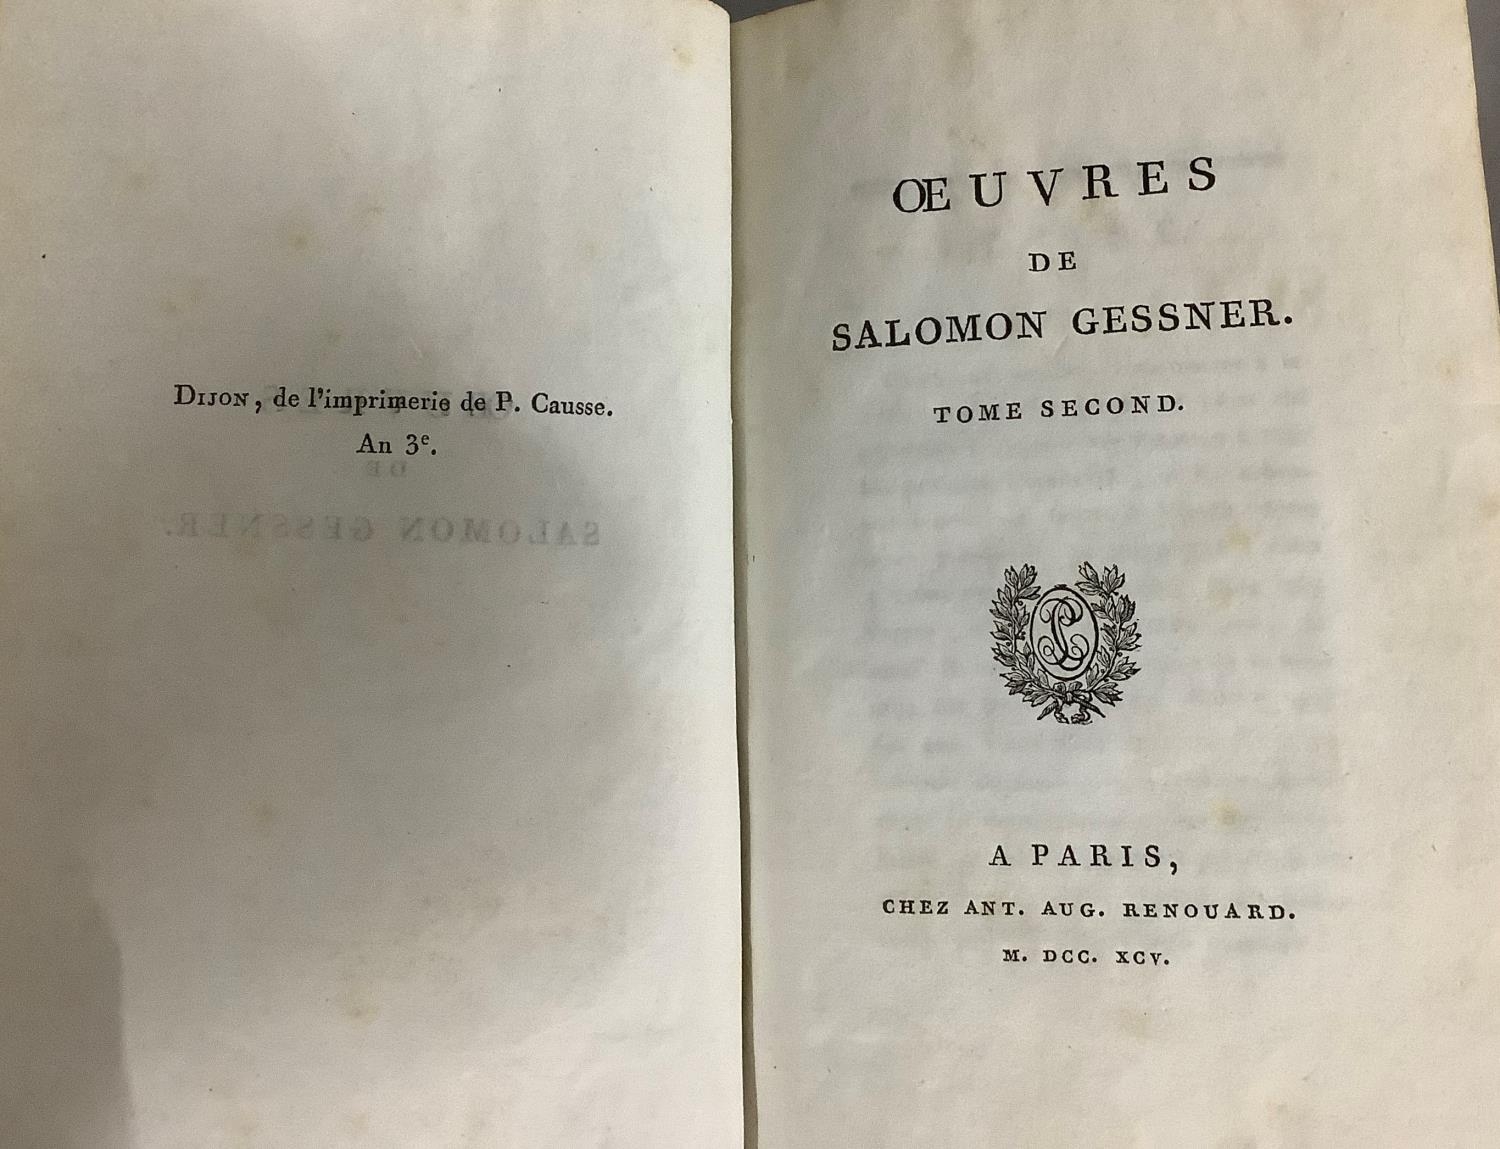 Dijon, de l'imprimerie de P. Causse.
An 3e.
ŒUVRES
DE
SALOMON GESSNER.
TOME SECOND.
A PARIS,
CHEZ ANT. AUG. RENOUARD.
M. DCC. XCV.